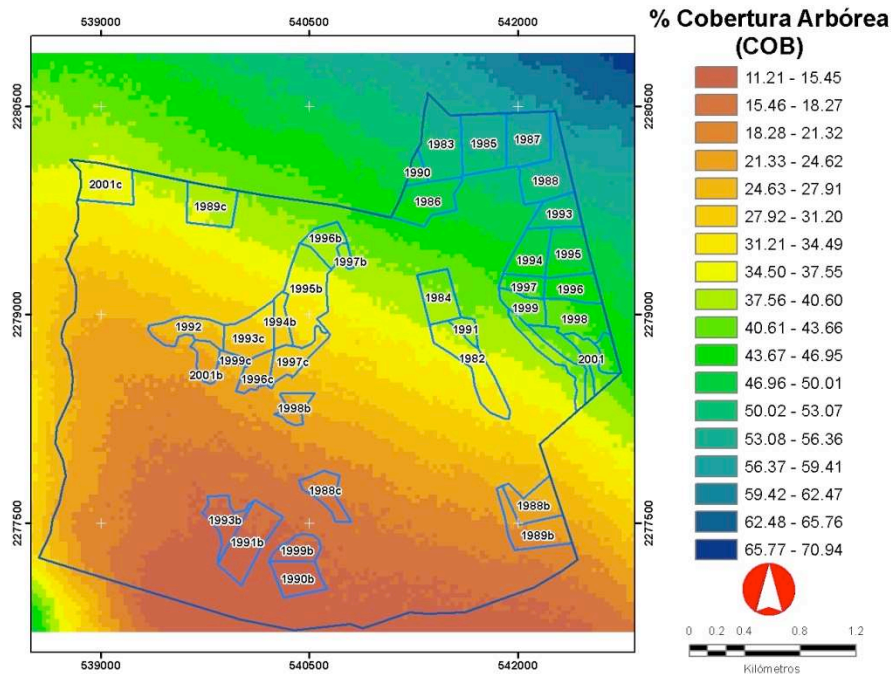 % Cobertura Arbórea
(COB)
539000
540500
542000
2280500
2279000
2277500
11.21 - 15.45
15.46 - 18.27
18.28 - 21.32
21.33 - 24.62
24.63 - 27.91
27.92 - 31.20
31.21 - 34.49
34.50 - 37.55
37.56 - 40.60
40.61 - 43.66
43.67 - 46.95
46.96 - 50.01
50.02 - 53.07
53.08 - 56.36
56.37 - 59.41
59.42 - 62.47
62.48 - 65.76
65.77 - 70.94
1983
1985
1987
1990
1988
1986
2001c
1989c
1993
1996b
1997b
1994
1995
1995b
1997
1996
1984
1999
1998
1992
1994b
1993c
1991
1982
2001
1999c
1997c
2001b
1996c
1998b
1988c
1988b
1993b
1991b
1989b
1999b
1990b
2280500
2279000
2277500
539000
540500
542000
0 0.2 0.4 0.8 1.2
Kilómetros